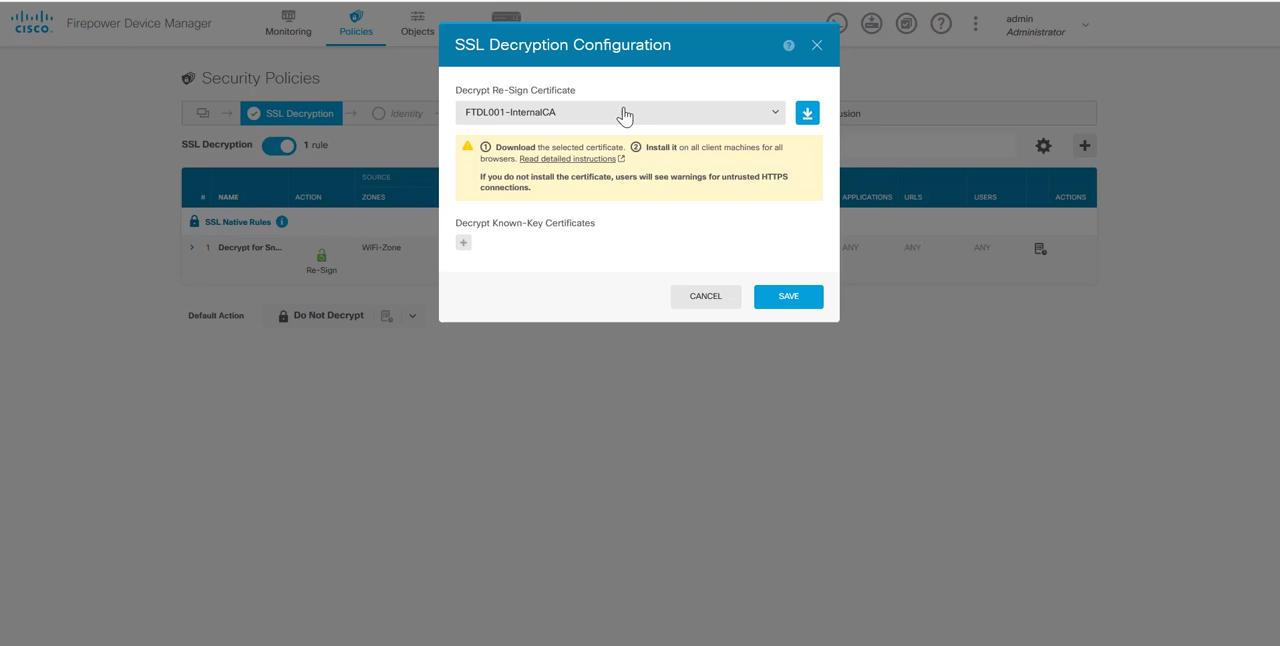 CISCO
Firepower Device Manager
Monitoring
Policies
Objects
admin
Administrator
SSL Decryption Configuration
Security Policies
Decrypt Re-Sign Certificate
SSL Decryption
Identity
FTDL001-InternalCA
usion
SSL Decryption 1 rule
1 Download the selected certificate. 2 Install it on all client machines for all
browsers. Read detailed instructions
If you do not install the certificate, users will see warnings for untrusted HTTPS
connections.
SOURCE
# NAME ACTION ZONES APPLICATIONS URLS USERS ACTIONS
SSL Native Rules
Decrypt Known-Key Certificates
1 Decrypt for Sn... Re-Sign WiFi-Zone ANY ANY ANY
CANCEL SAVE
Default Action Do Not Decrypt